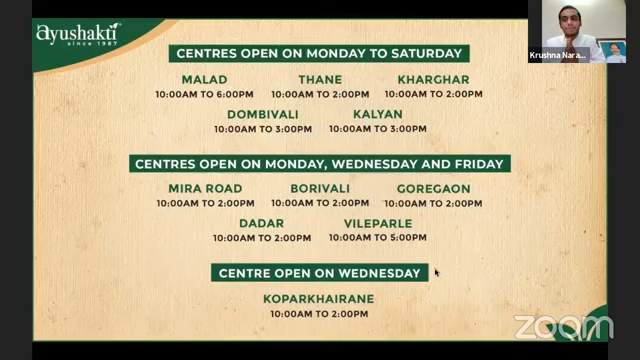 ayushakti
since 1987
Krushna Nara...
CENTRES OPEN ON MONDAY TO SATURDAY
MALAD THANE KHARGHAR
10:00AM TO 6:00PM 10:00AM TO 2:00PM 10:00AM TO 2:00PM
DOMBIVALI KALYAN
10:00AM TO 3:00PM 10:00AM TO 3:00PM
CENTRES OPEN ON MONDAY, WEDNESDAY AND FRIDAY
MIRA ROAD BORIVALI GOREGAON
10:00AM TO 2:00PM 10:00AM TO 2:00PM 10:00AM TO 2:00PM
DADAR VILEPARLE
10:00AM TO 2:00PM 10:00AM TO 5:00PM
CENTRE OPEN ON WEDNESDAY
KOPARKHAIRANE
10:00AM TO 2:00PM
zoom